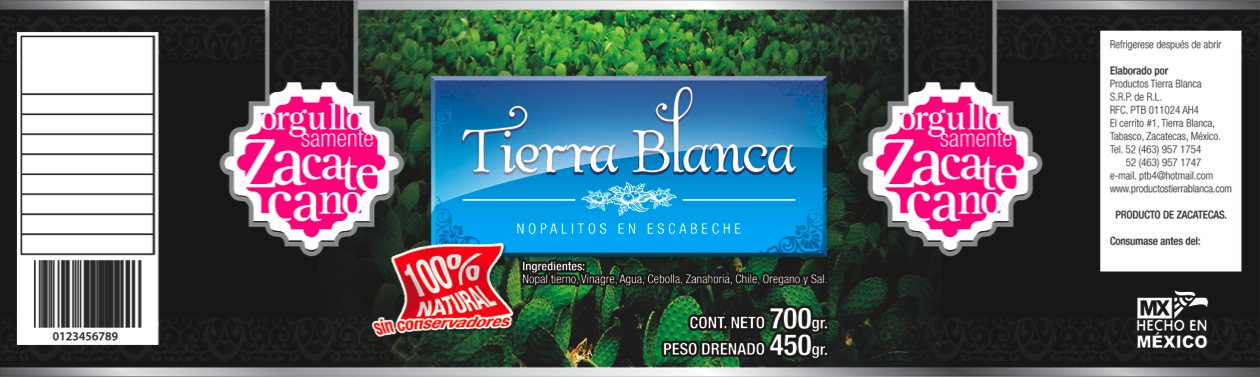 0123456789
orgullo
samente
Zacate
cano
Tierra Blanca
NOPALITOS EN ESCABECHE
100%
NATURAL
sin conservadores
Ingredientes:
Nopal tierno, Vinagre, Agua, Cebolla, Zanahoria, Chile, Oregano y Sal.
CONT. NETO 700gr.
PESO DRENADO 450gr.
orgullo
samente
Zacate
cano
Refrigerese después de abrir
Elaborado por
Productos Tierra Blanca
S.R.P. de R.L.
RFC. PTB 011024 AH4
El cerrito #1, Tierra Blanca,
Tabasco, Zacatecas, México.
Tel. 52 (463) 957 1754
52 (463) 957 1747
e-mail. ptb4@hotmail.com
www.productostierrablanca.com
PRODUCTO DE ZACATECAS.
Consumase antes del:
MX
HECHO EN
MÉXICO